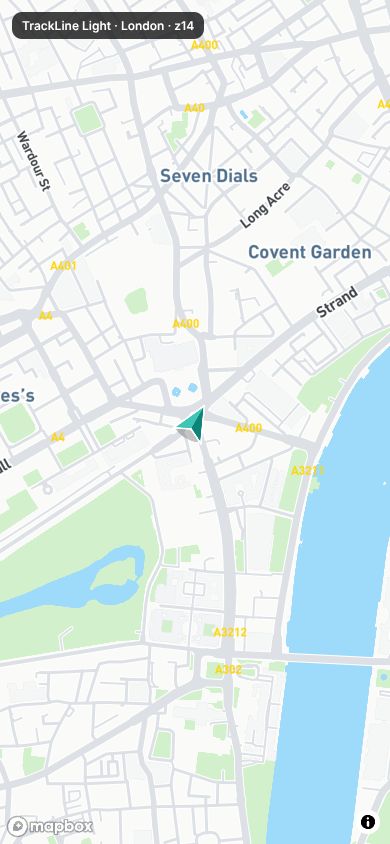 TrackLine Light · London · z14
A400
A40
Wardour St
Seven Dials
Long Acre
Covent Garden
A401
Strand
A4
A400
es's
A4
A400
A3211
A3212
A302
mapbox